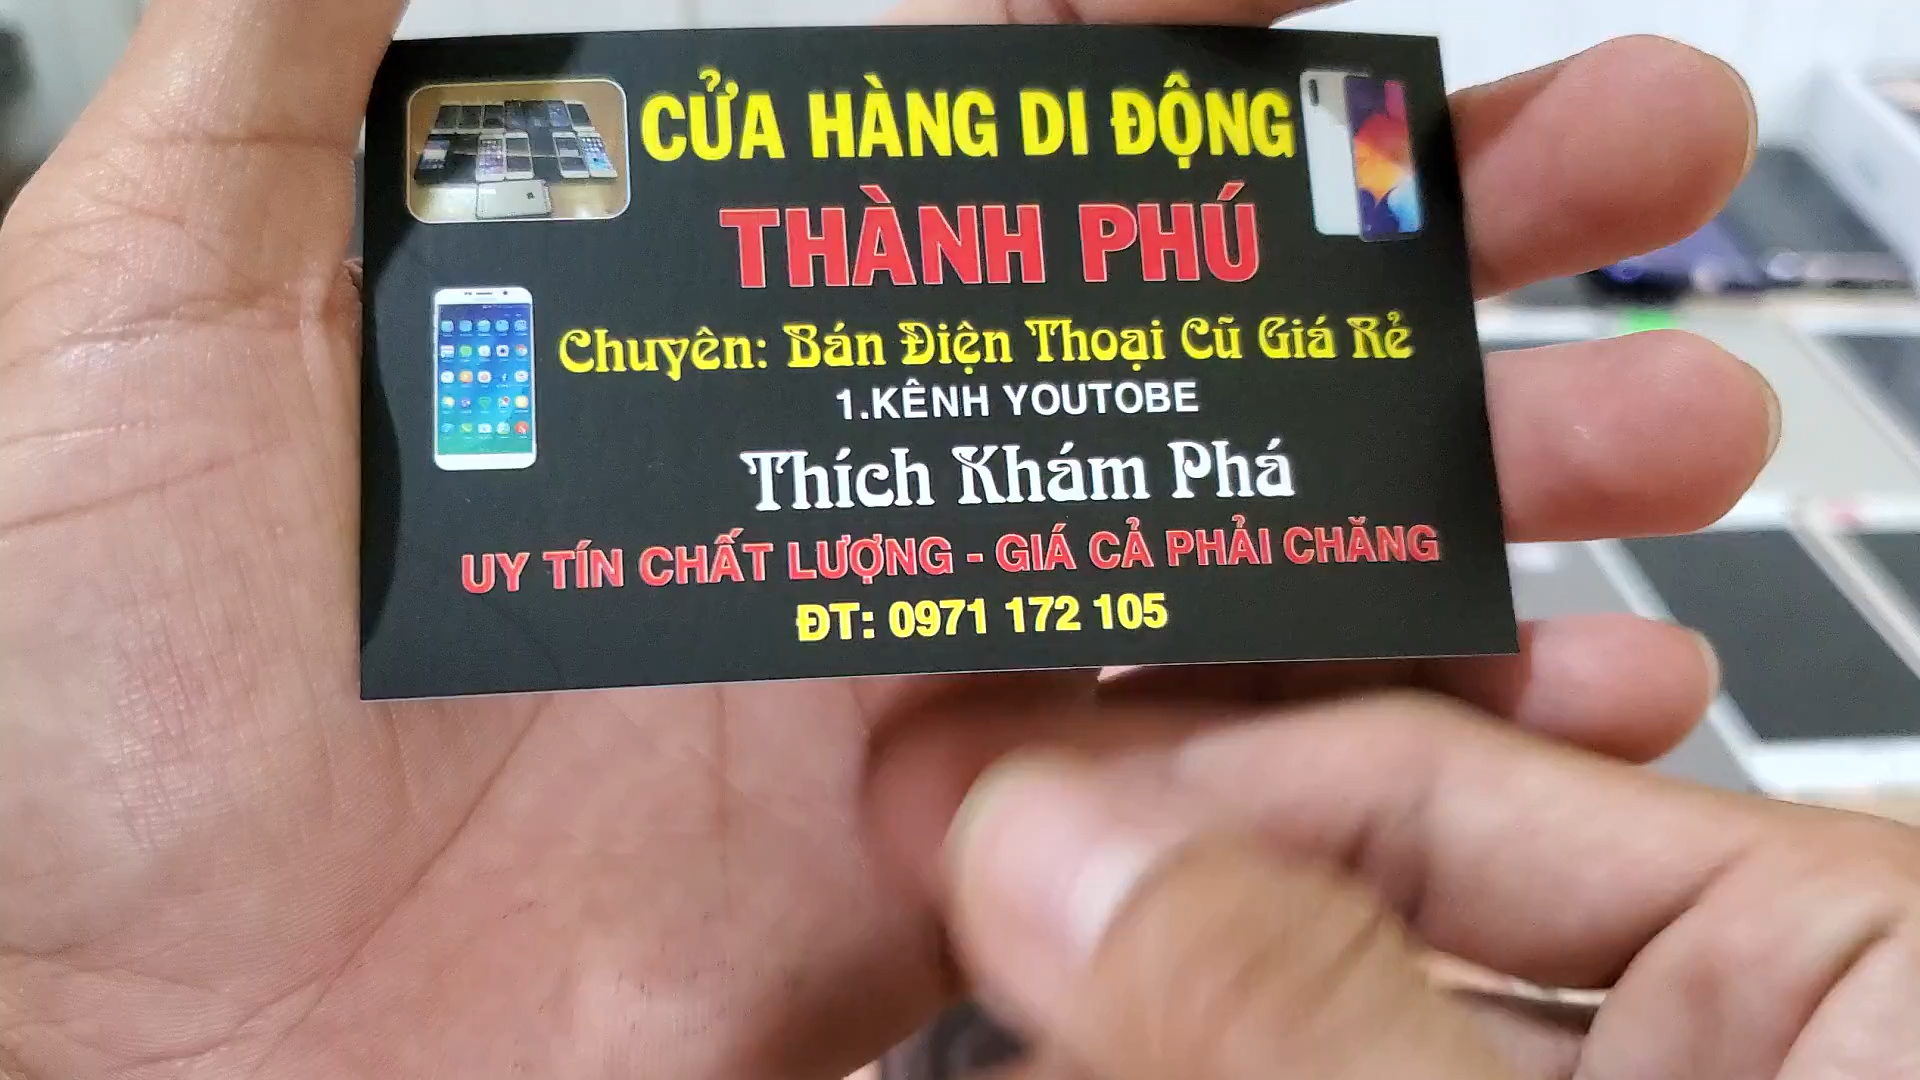 CỬA HÀNG DI ĐỘNG
THÀNH PHÚ
Chuyên: Bán Điện Thoại Cũ Giá Rẻ
1.KÊNH YOUTOBE
Thích Khám Phá
UY TÍN CHẤT LƯỢNG - GIÁ CẢ PHẢI CHĂNG
ĐT: 0971 172 105